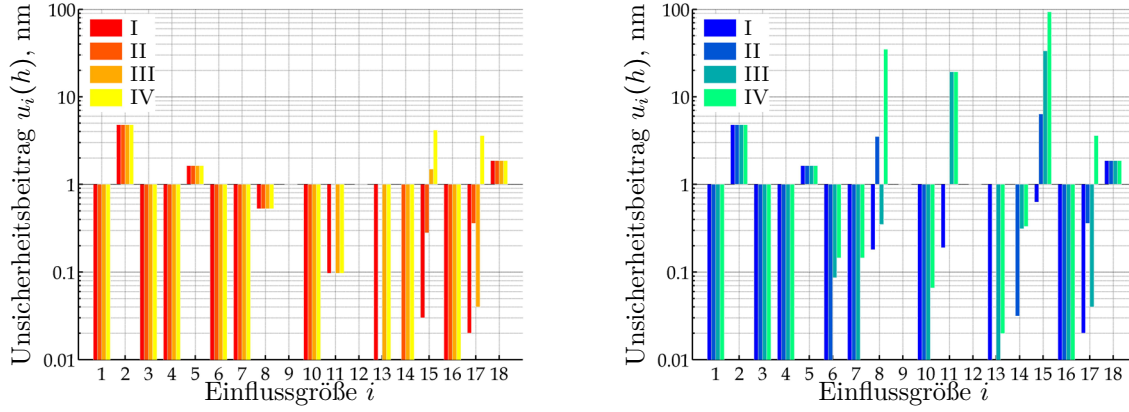 Unsicherheitsbeitrag u_i(h), nm
100
10
1
0.1
0.01
I
II
III
IV
1 2 3 4 5 6 7 8 9 10 11 12 13 14 15 16 17 18
Einflussgröße i
Unsicherheitsbeitrag u_i(h), nm
100
10
1
0.1
0.01
I
II
III
IV
1 2 3 4 5 6 7 8 9 10 11 12 13 14 15 16 17 18
Einflussgröße i